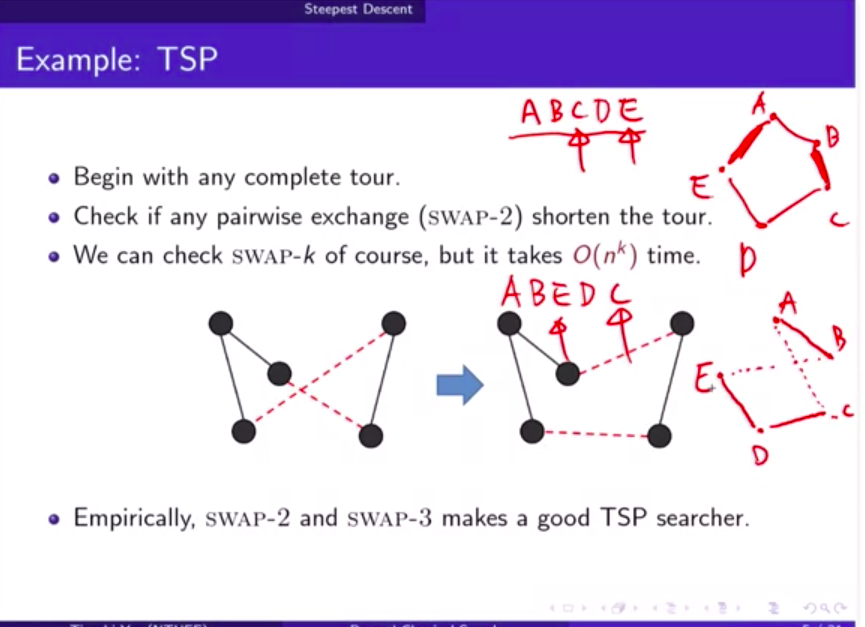 Steepest Descent
Example: TSP
A B C D E
A
B
E
C
D
• Begin with any complete tour.
• Check if any pairwise exchange (SWAP-2) shorten the tour.
• We can check SWAP-k of course, but it takes O(n^k) time.
A B E D C
A
B
E
C
D
• Empirically, SWAP-2 and SWAP-3 makes a good TSP searcher.